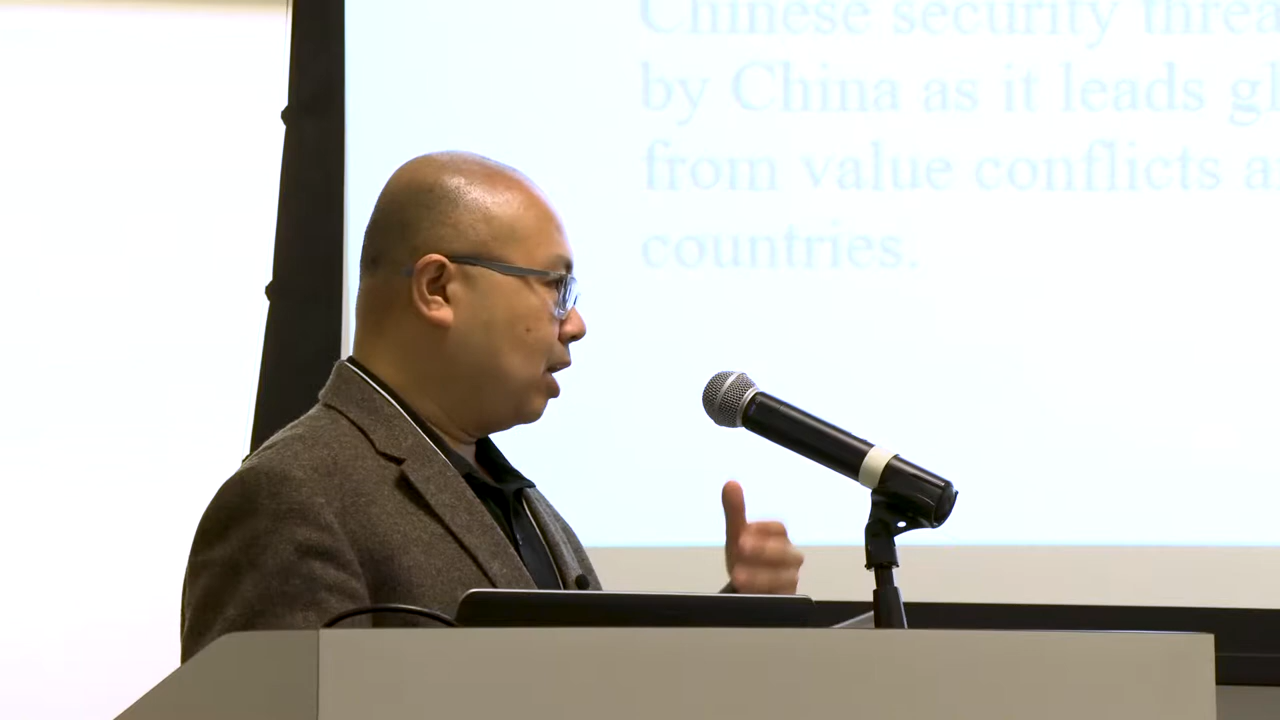 Chinese security threa
by China as it leads gl
from value conflicts a
countries.